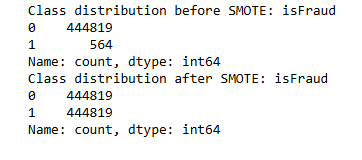 Class distribution before SMOTE: isFraud
0    444819
1       564
Name: count, dtype: int64
Class distribution after SMOTE: isFraud
0    444819
1    444819
Name: count, dtype: int64